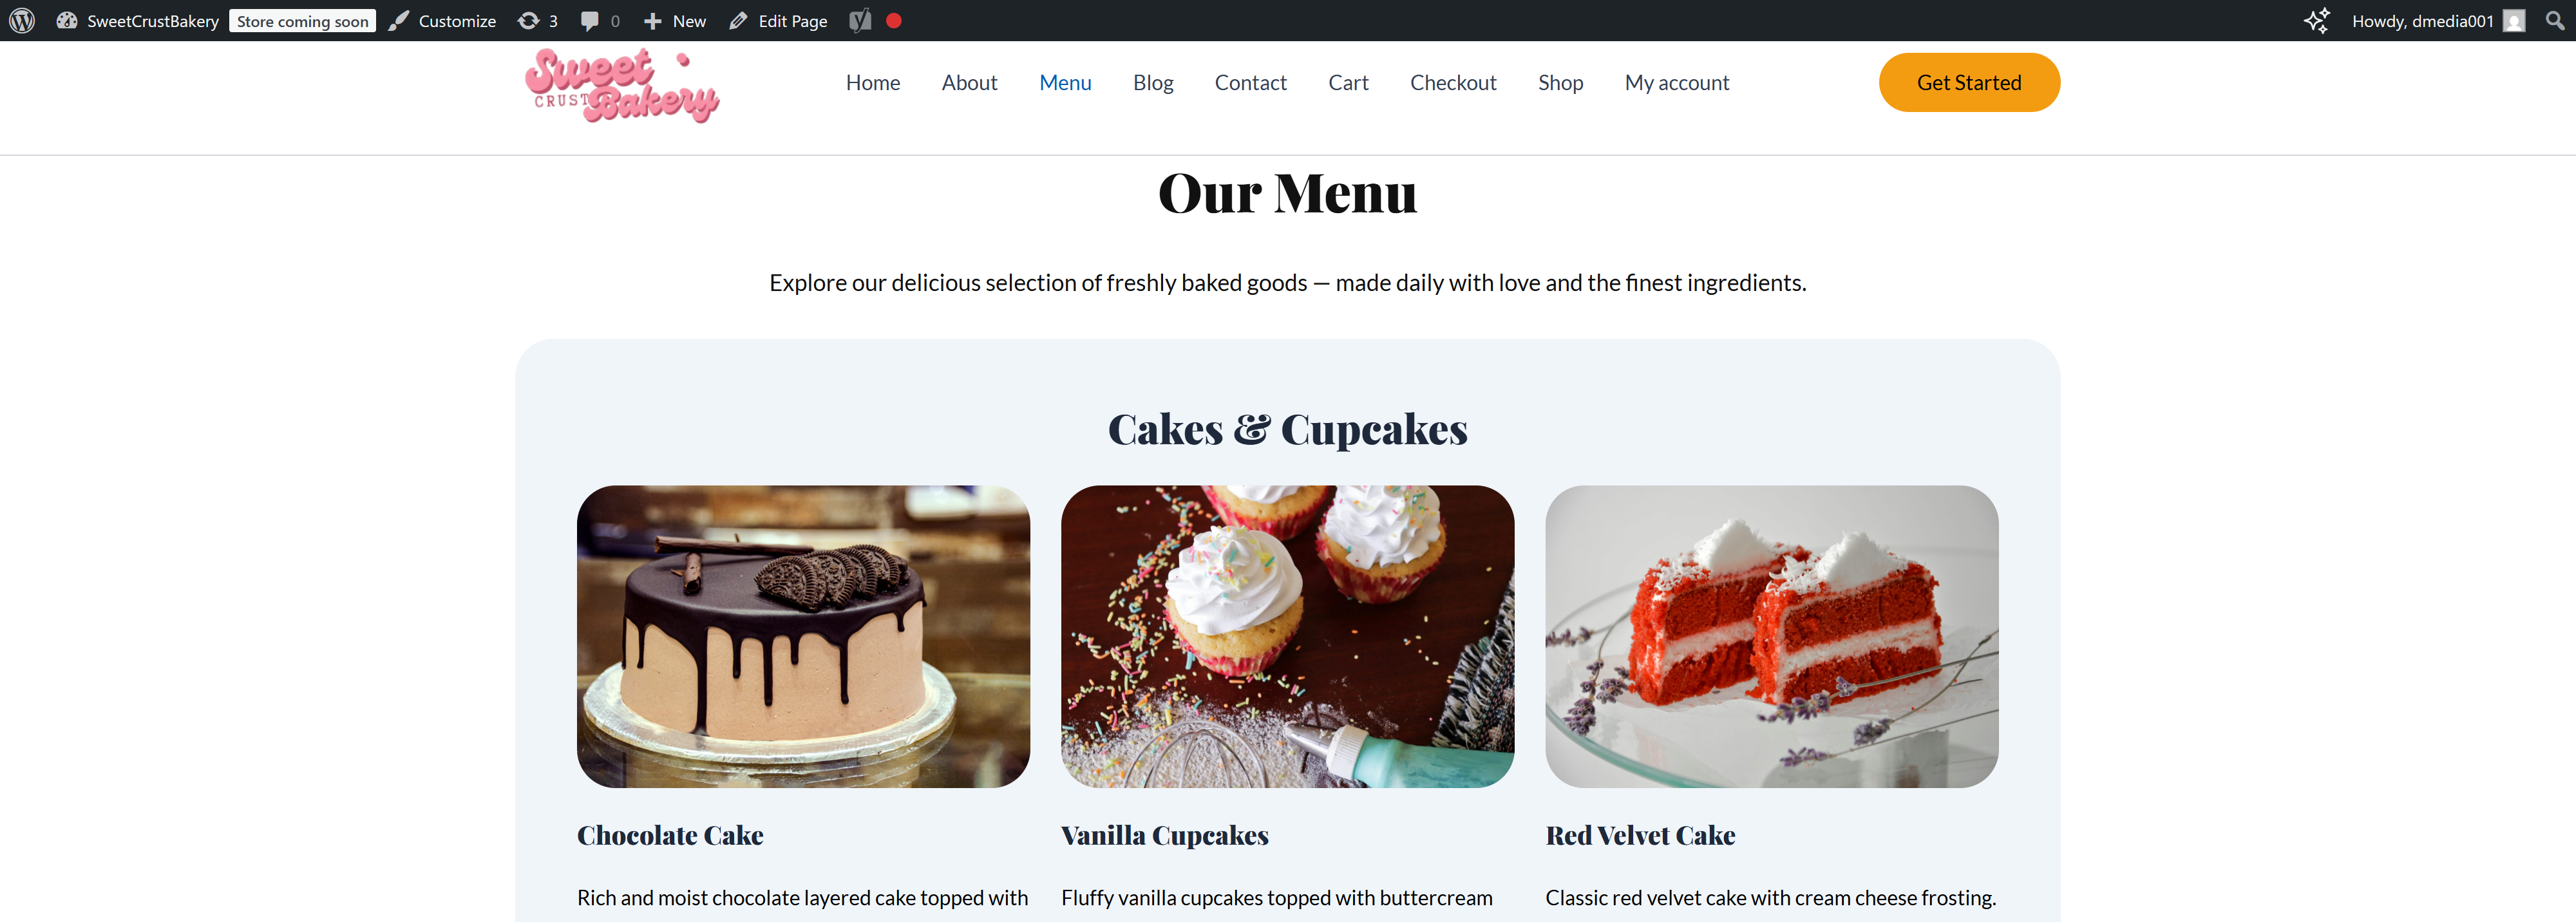 SweetCrustBakery Store coming soon Customize 3 0 New Edit Page Howdy, dmedia001
Sweet
CRUST Bakery
Home About Menu Blog Contact Cart Checkout Shop My account Get Started
Our Menu
Explore our delicious selection of freshly baked goods — made daily with love and the finest ingredients.
Cakes & Cupcakes
Chocolate Cake
Vanilla Cupcakes
Red Velvet Cake
Rich and moist chocolate layered cake topped with
Fluffy vanilla cupcakes topped with buttercream
Classic red velvet cake with cream cheese frosting.